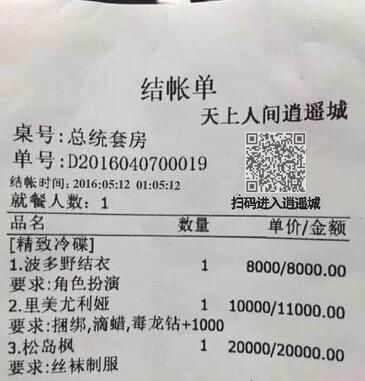 结帐单
天上人间逍遥城
桌号:总统套房
单号:D2016040700019
结帐时间:2016:05:12 01:05:12
就餐人数:1
扫码进入逍遥城
品名 数量 单价/金额
[精致冷碟]
1.波多野结衣 1 8000/8000.00
要求:角色扮演
2.里美尤利娅 1 10000/11000.00
要求:捆绑,滴蜡,毒龙钻+1000
3.松岛枫 1 20000/20000.00
要求:丝袜制服